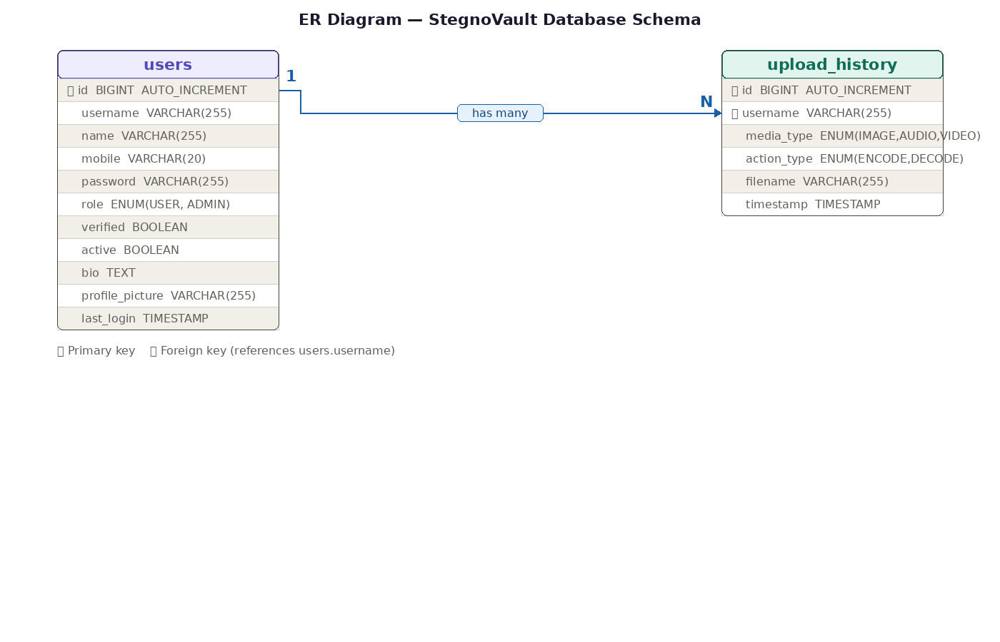 ER Diagram — StegnoVault Database Schema
users
id BIGINT AUTO_INCREMENT
username VARCHAR(255)
name VARCHAR(255)
mobile VARCHAR(20)
password VARCHAR(255)
role ENUM(USER, ADMIN)
verified BOOLEAN
active BOOLEAN
bio TEXT
profile_picture VARCHAR(255)
last_login TIMESTAMP
1
has many
N
upload_history
id BIGINT AUTO_INCREMENT
username VARCHAR(255)
media_type ENUM(IMAGE,AUDIO,VIDEO)
action_type ENUM(ENCODE,DECODE)
filename VARCHAR(255)
timestamp TIMESTAMP
Primary key Foreign key (references users.username)